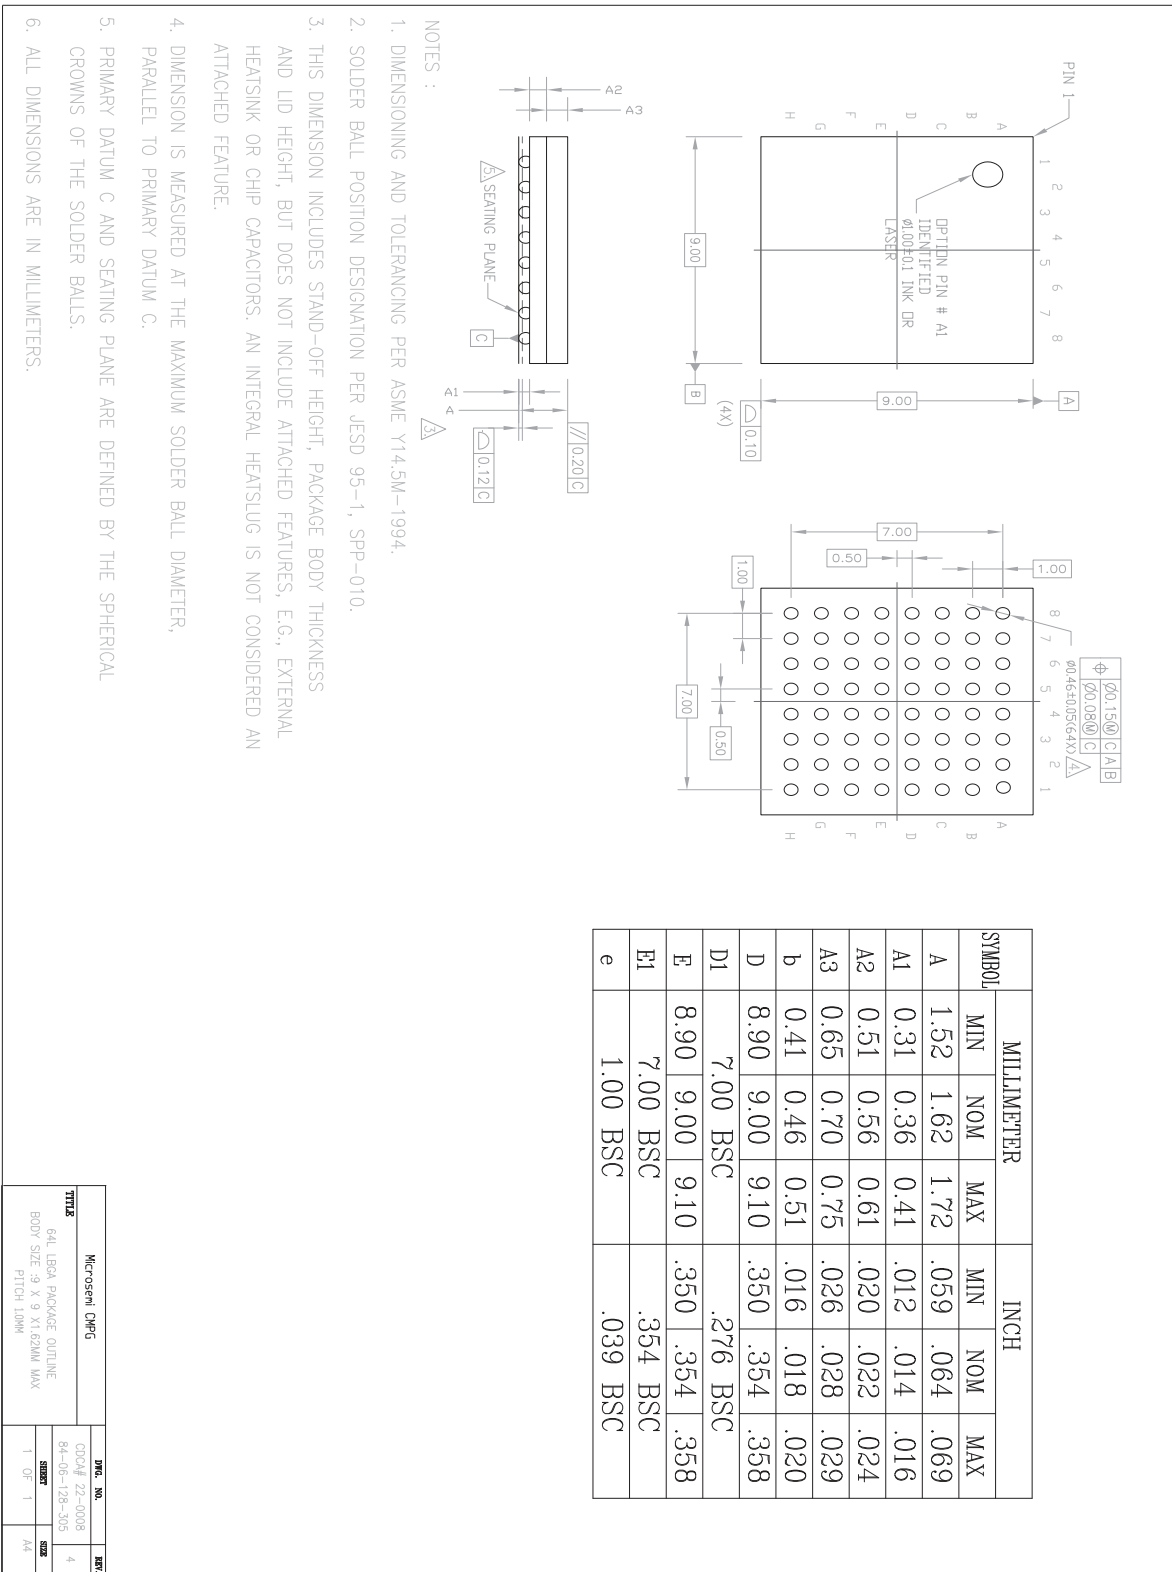 PIN 1
A
B
C
D
E
F
G
H
1
2
3
4
5
6
7
8
OPTION PIN # A1
IDENTIFIED
Ø1.00±0.1 INK OR
LASER
9.00
B
9.00
A
⌓ 0.10
(4X)
7.00
0.50
1.00
1.00
7.00
0.50
8
7
6
5
4
3
2
1
A
B
C
D
E
F
G
H
⌖ Ø0.15Ⓜ C A B
Ø0.08Ⓜ C
Ø0.46±0.05(64X) 4.
A2
A3
5. SEATING PLANE
C
A1
A
3.
// 0.20 C
⌓ 0.12 C
NOTES :
1. DIMENSIONING AND TOLERANCING PER ASME Y14.5M-1994.
2. SOLDER BALL POSITION DESIGNATION PER JESD 95-1, SPP-010.
3. THIS DIMENSION INCLUDES STAND-OFF HEIGHT, PACKAGE BODY THICKNESS
AND LID HEIGHT, BUT DOES NOT INCLUDE ATTACHED FEATURES, E.G., EXTERNAL
HEATSINK OR CHIP CAPACITORS. AN INTEGRAL HEATSLUG IS NOT CONSIDERED AN
ATTACHED FEATURE.
4. DIMENSION IS MEASURED AT THE MAXIMUM SOLDER BALL DIAMETER,
PARALLEL TO PRIMARY DATUM C.
5. PRIMARY DATUM C AND SEATING PLANE ARE DEFINED BY THE SPHERICAL
CROWNS OF THE SOLDER BALLS.
6. ALL DIMENSIONS ARE IN MILLIMETERS.
SYMBOL MILLIMETER INCH
MIN NOM MAX MIN NOM MAX
A 1.52 1.62 1.72 .059 .064 .069
A1 0.31 0.36 0.41 .012 .014 .016
A2 0.51 0.56 0.61 .020 .022 .024
A3 0.65 0.70 0.75 .026 .028 .029
b 0.41 0.46 0.51 .016 .018 .020
D 8.90 9.00 9.10 .350 .354 .358
D1 7.00 BSC .276 BSC
E 8.90 9.00 9.10 .350 .354 .358
E1 7.00 BSC .354 BSC
e 1.00 BSC .039 BSC
Microsemi CMPG
TITLE
64L LBGA PACKAGE OUTLINE
BODY SIZE :9 X 9 X1.62MM MAX
PITCH 1.0MM
DWG. NO.
CDCA# 22-0008
84-06-128-305
REV.
4
SHEET
1 OF 1
SIZE
A4